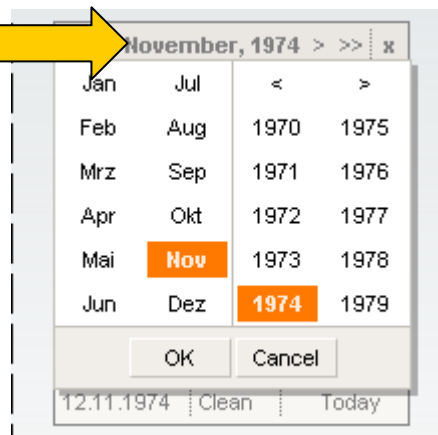 November, 1974 > >> x
Jan Jul < >
Feb Aug 1970 1975
Mrz Sep 1971 1976
Apr Okt 1972 1977
Mai Nov 1973 1978
Jun Dez 1974 1979
OK Cancel
12.11.1974 Clean Today